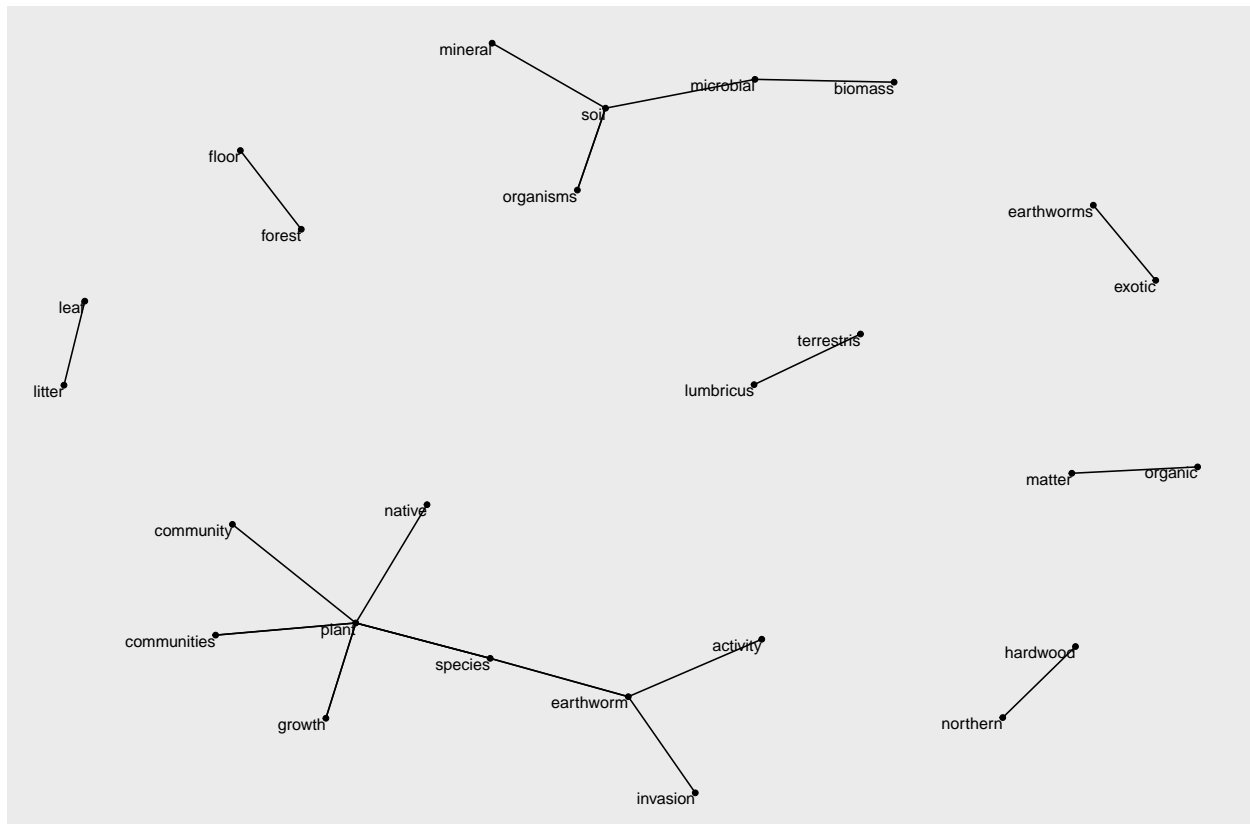 mineral
microbial
biomass
soil
floor
organisms
earthworms
forest
exotic
leaf
terrestris
litter
lumbricus
organic
matter
native
community
plant
communities
activity
hardwood
species
earthworm
growth
northern
invasion